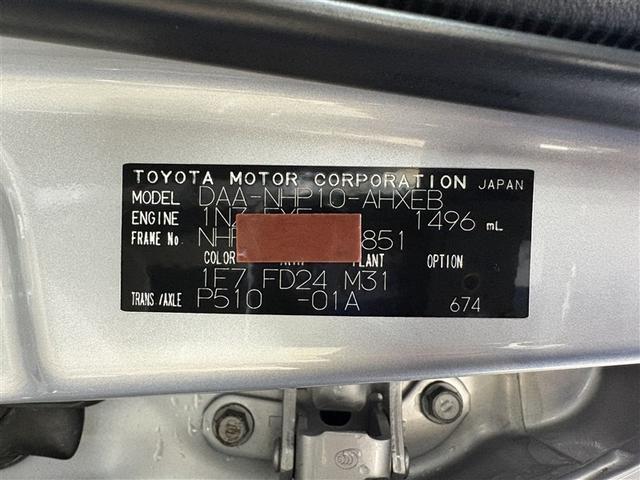 TOYOTA MOTOR CORPORATION JAPAN
MODEL DAA-NHP10-AHXEB
ENGINE 1496 mL
FRAME No. 851
COLOR PLANT OPTION
1F7 FD24 M31
TRANS./AXLE P510 -01A 674